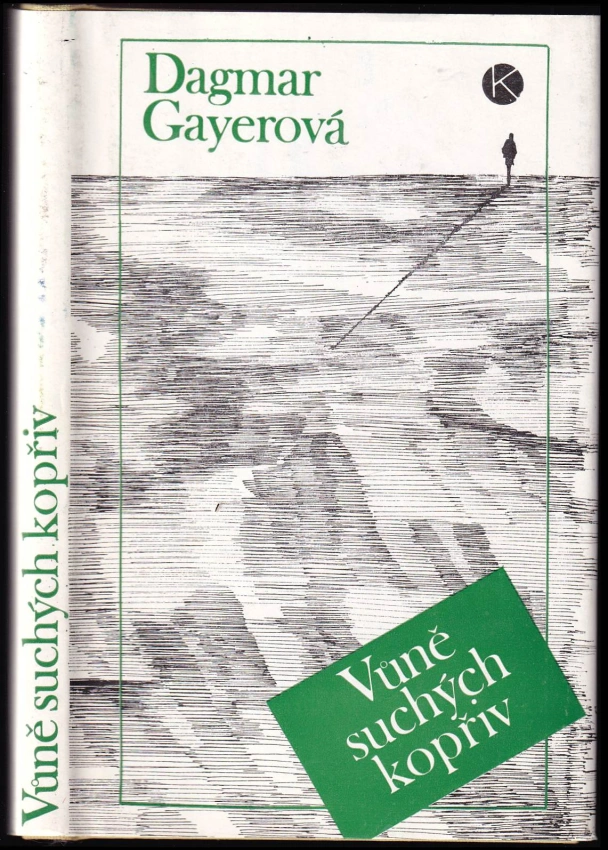 Dagmar
Gayerová
K
Vůně
suchých
kopřiv
Vůně suchých kopřiv